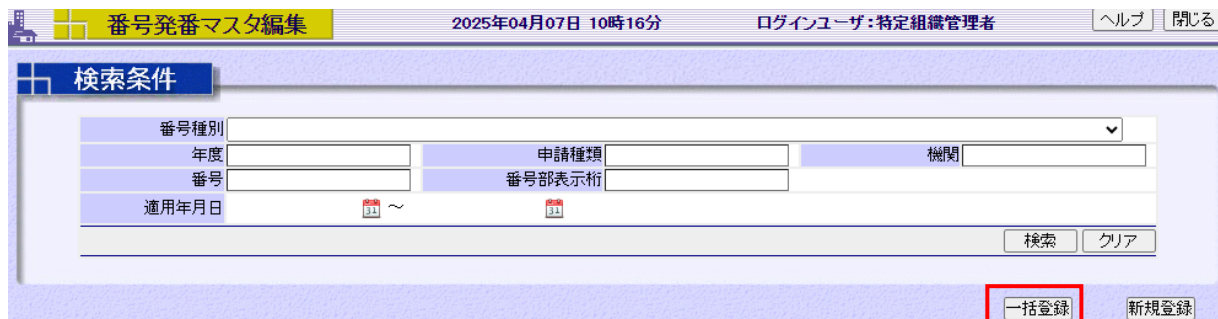 番号発番マスタ編集 2025年04月07日 10時16分 ログインユーザ:特定組織管理者 ヘルプ 閉じる
検索条件
番号種別
年度 申請種類 機関
番号 番号部表示桁
適用年月日 31 ～ 31
検索 クリア
一括登録 新規登録